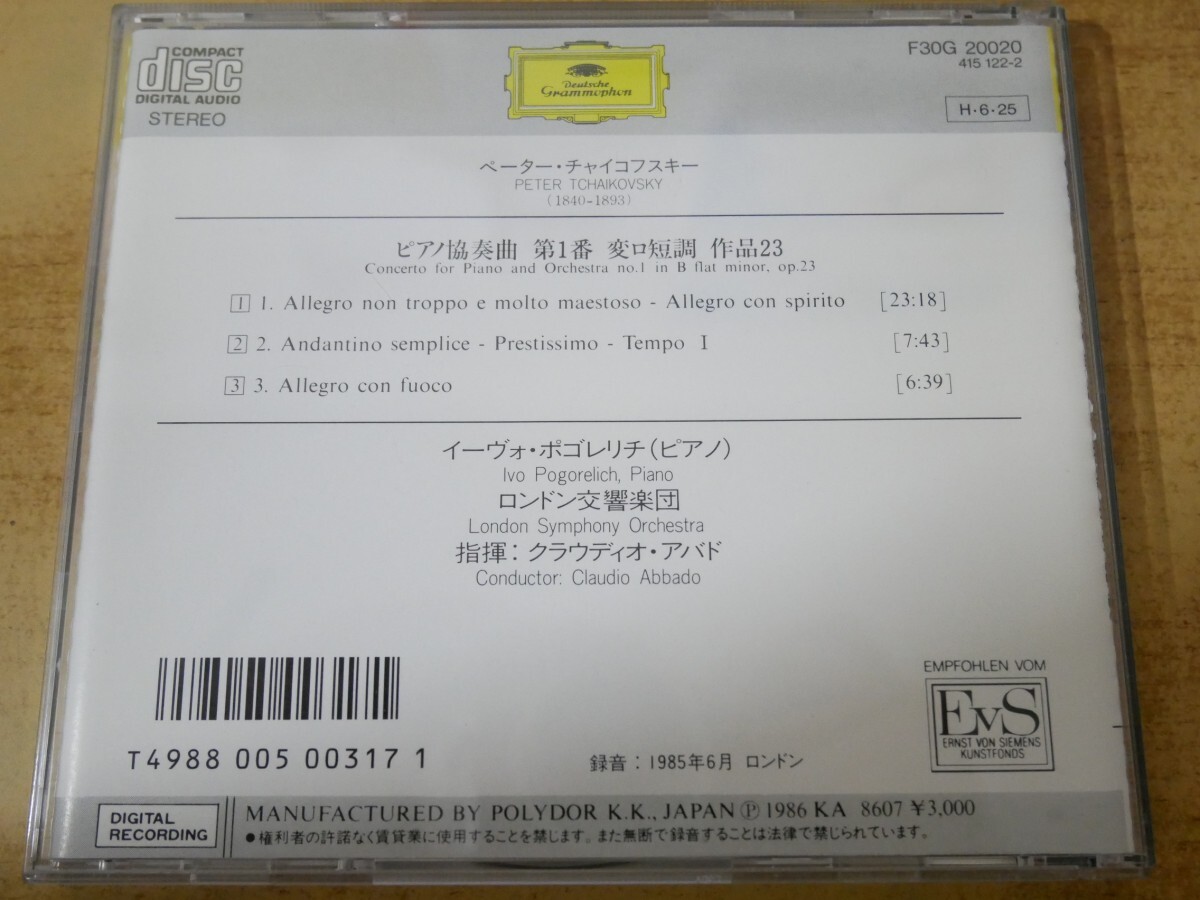 COMPACT
disc
DIGITAL AUDIO
STEREO
Deutsche
Grammophon
F30G 20020
415 122-2
H・6・25
ペーター・チャイコフスキー
PETER TCHAIKOVSKY
(1840-1893)
ピアノ協奏曲 第1番 変ロ短調 作品23
Concerto for Piano and Orchestra no.1 in B flat minor, op.23
1 1. Allegro non troppo e molto maestoso - Allegro con spirito [23:18]
2 2. Andantino semplice - Prestissimo - Tempo I [7:43]
3 3. Allegro con fuoco [6:39]
イーヴォ・ポゴレリチ(ピアノ)
Ivo Pogorelich, Piano
ロンドン交響楽団
London Symphony Orchestra
指揮: クラウディオ・アバド
Conductor: Claudio Abbado
EMPFOHLEN VOM
EvS
ERNST VON SIEMENS
KUNSTFONDS
T4988 005 00317 1
録音: 1985年6月 ロンドン
DIGITAL
RECORDING
MANUFACTURED BY POLYDOR K.K., JAPAN Ⓟ 1986 KA 8607 ¥3,000
●権利者の許諾なく賃貸業に使用することを禁じます。また無断で録音することは法律で禁じられています。